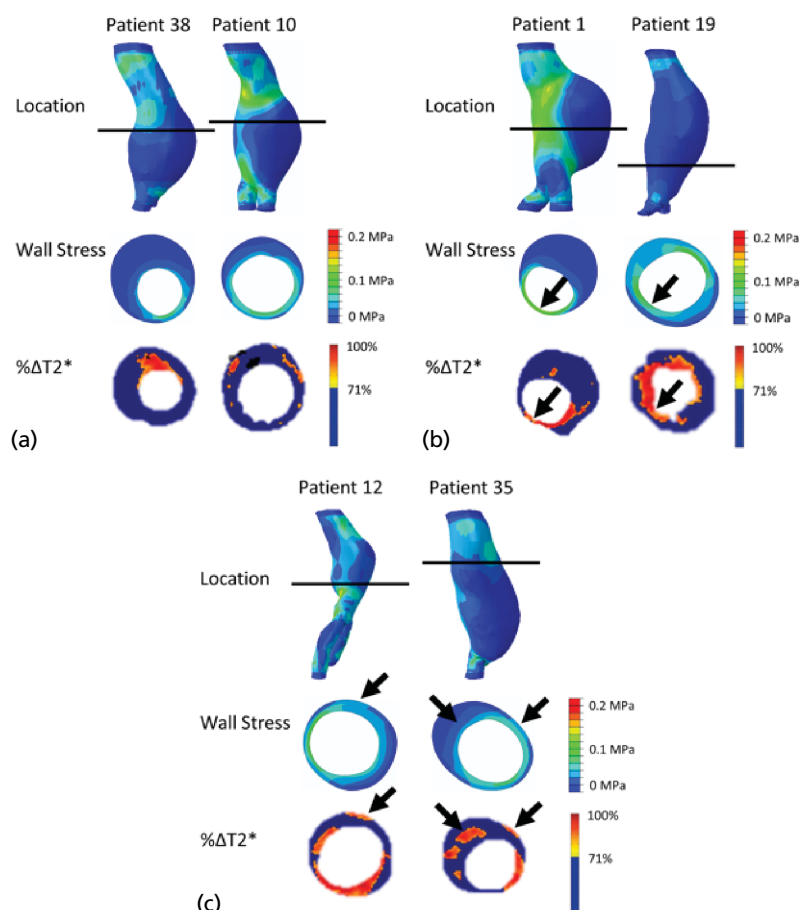 Patient 38 Patient 10
Location
Wall Stress
0.2 MPa
0.1 MPa
0 MPa
%ΔT2*
100%
71%
(a)
Patient 1 Patient 19
Location
Wall Stress
0.2 MPa
0.1 MPa
0 MPa
%ΔT2*
100%
71%
(b)
Patient 12 Patient 35
Location
Wall Stress
0.2 MPa
0.1 MPa
0 MPa
%ΔT2*
100%
71%
(c)